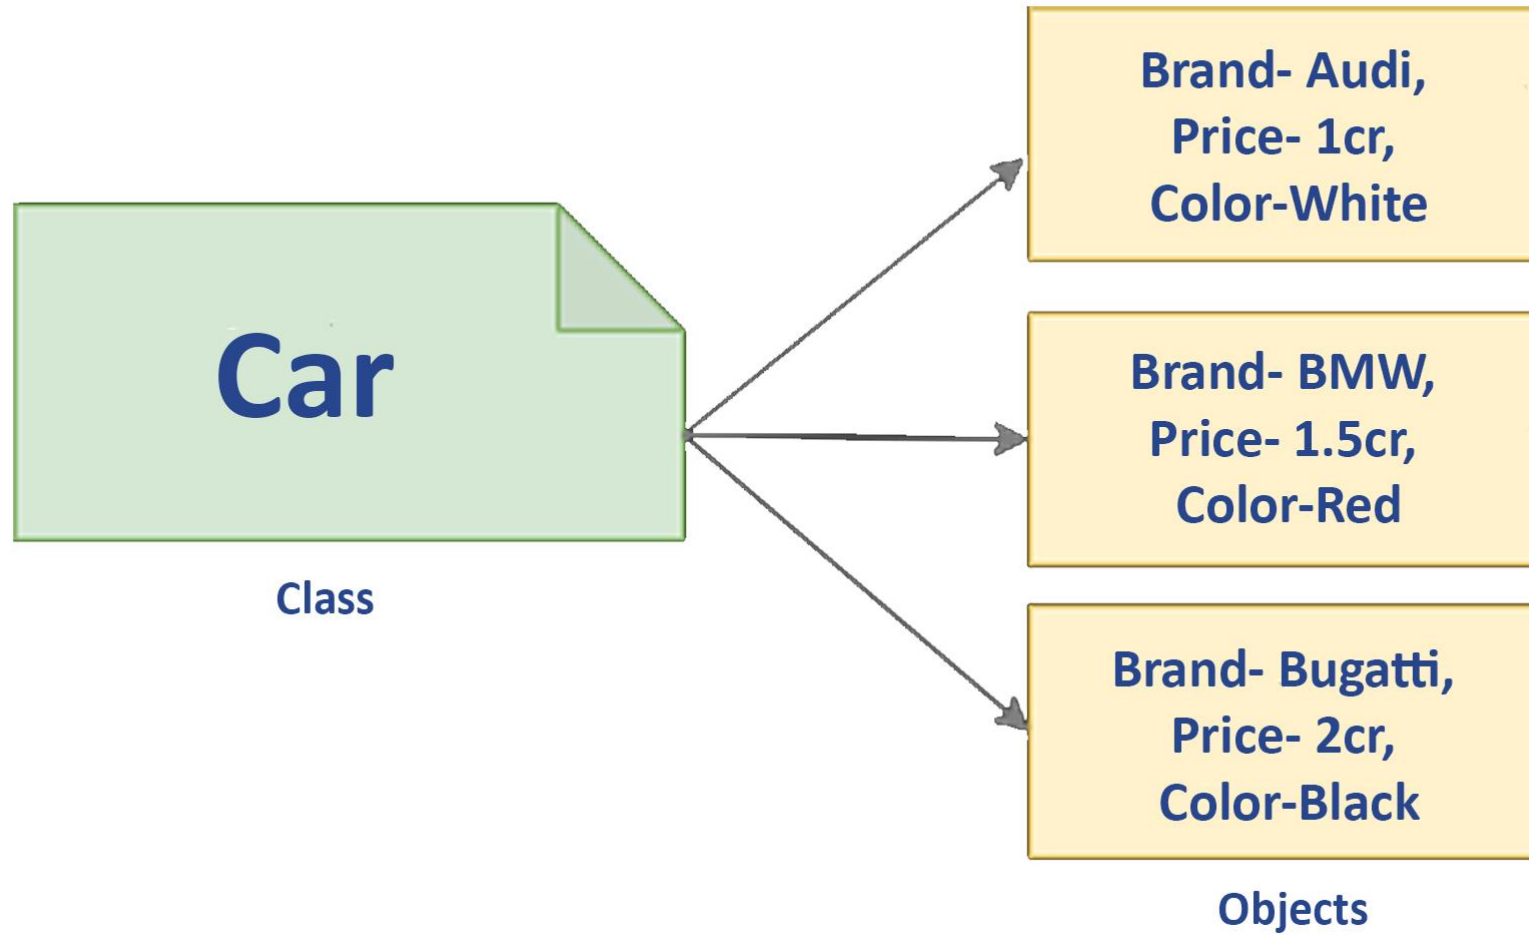 Car
Class
Brand- Audi,
Price- 1cr,
Color-White
Brand- BMW,
Price- 1.5cr,
Color-Red
Brand- Bugatti,
Price- 2cr,
Color-Black
Objects